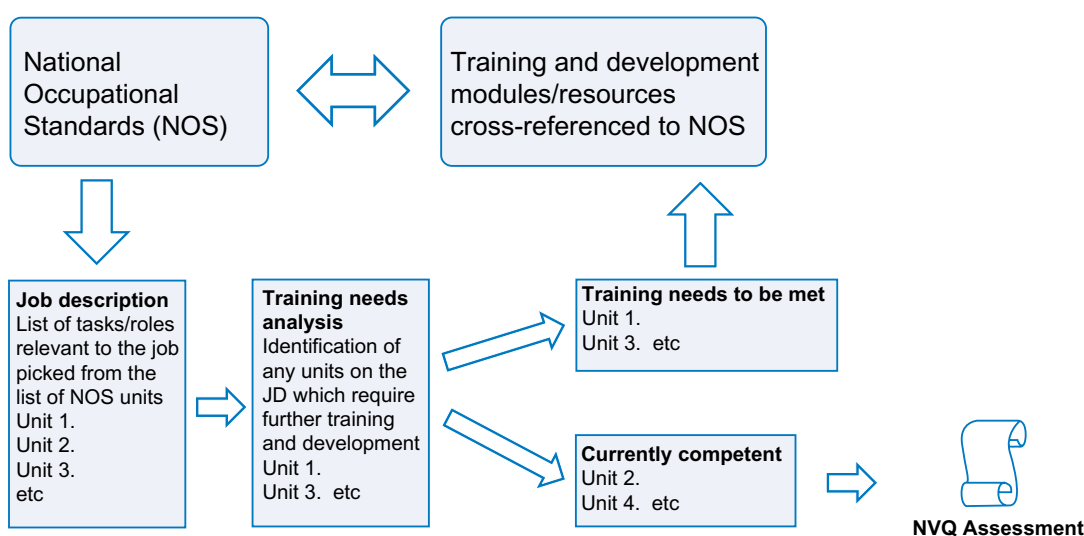 National
Occupational
Standards (NOS)
Training and development
modules/resources
cross-referenced to NOS
Job description
List of tasks/roles
relevant to the job
picked from the
list of NOS units
Unit 1.
Unit 2.
Unit 3.
etc
Training needs
analysis
Identification of
any units on the
JD which require
further training
and development
Unit 1.
Unit 3.  etc
Training needs to be met
Unit 1.
Unit 3.  etc
Currently competent
Unit 2.
Unit 4.  etc
NVQ Assessment